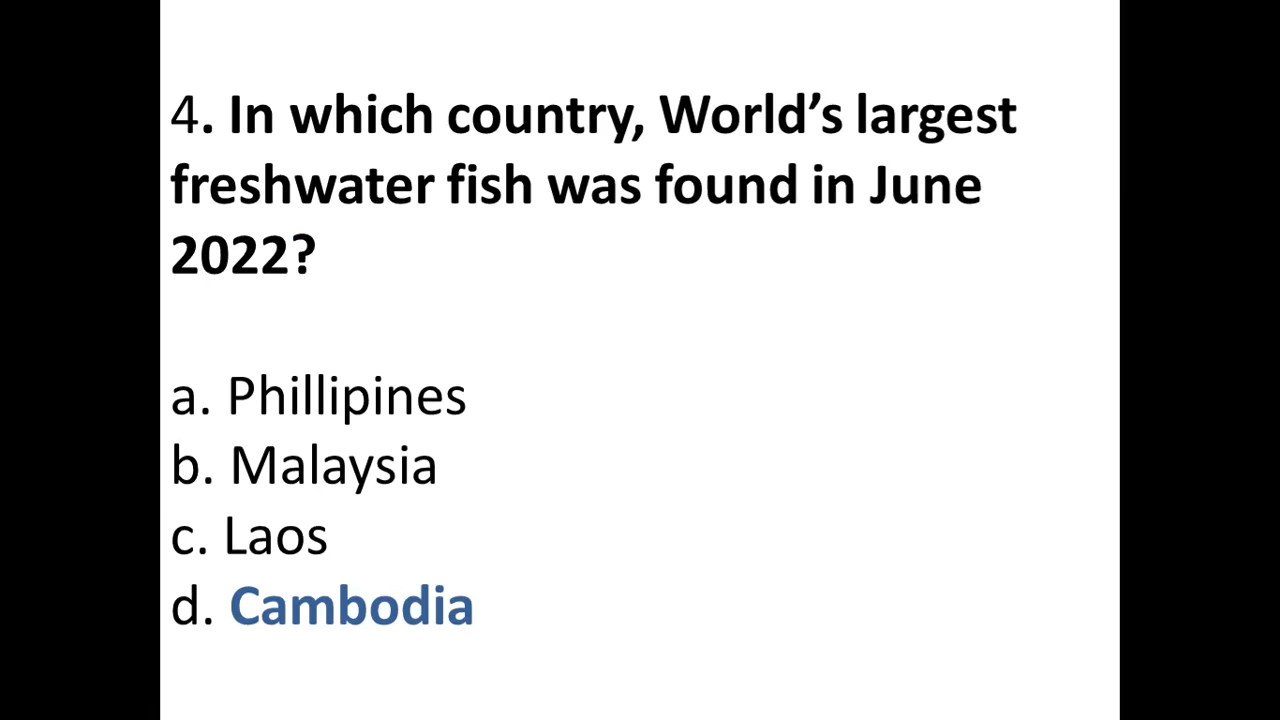 4. In which country, World’s largest
freshwater fish was found in June
2022?
a. Phillipines
b. Malaysia
c. Laos
d. Cambodia